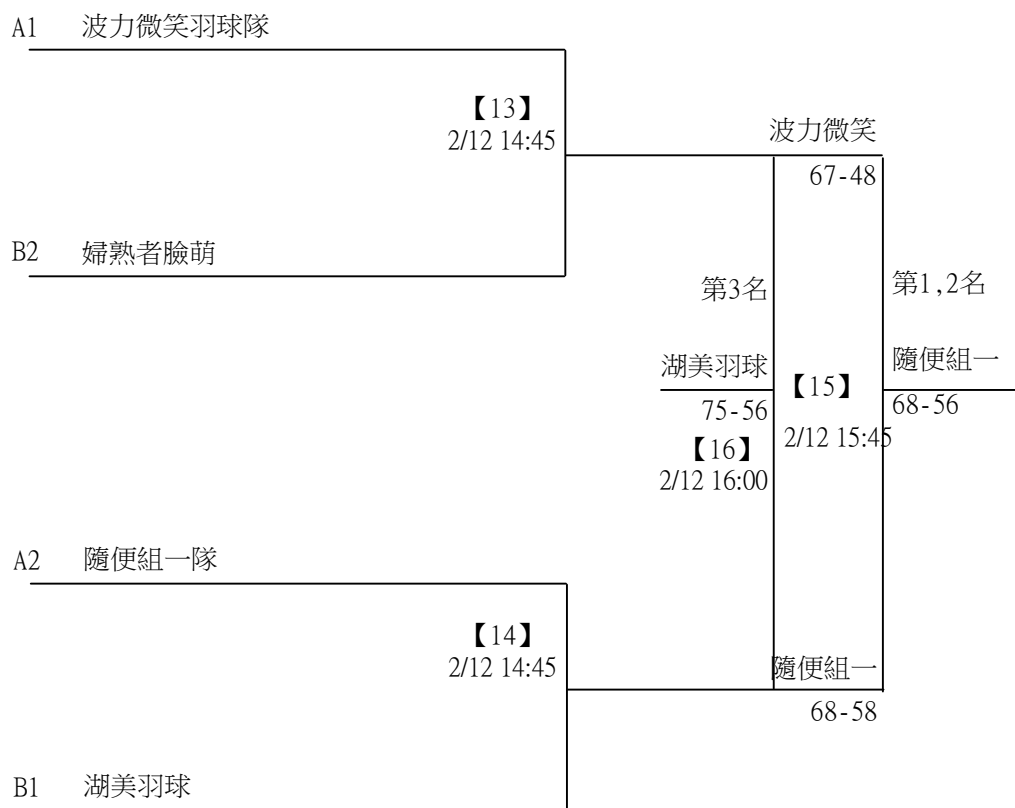 A1 波力微笑羽球隊
【13】
2/12 14:45
波力微笑
67-48
B2 婦熟者臉萌
第3名
第1,2名
湖美羽球
75-56
【16】
2/12 16:00
【15】
2/12 15:45
隨便組一
68-56
A2 隨便組一隊
【14】
2/12 14:45
隨便組一
68-58
B1 湖美羽球